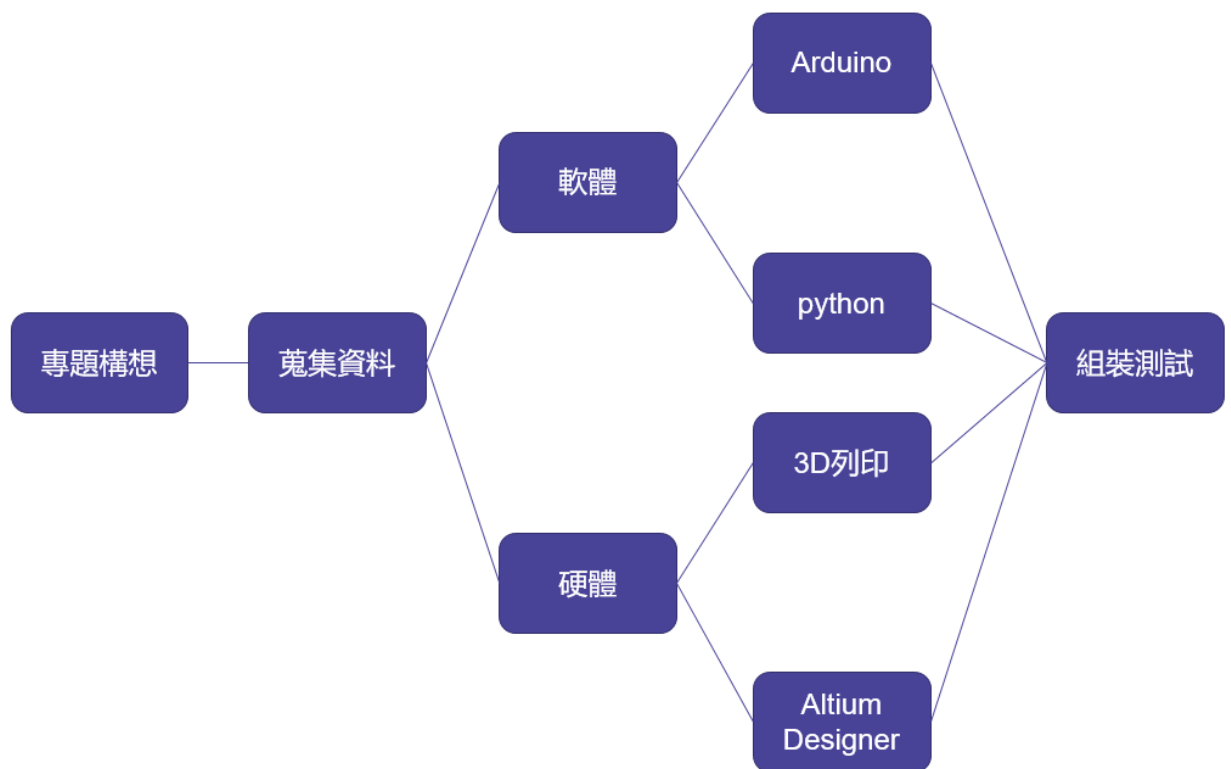 專題構想
蒐集資料
軟體
硬體
Arduino
python
3D列印
Altium
Designer
組裝測試